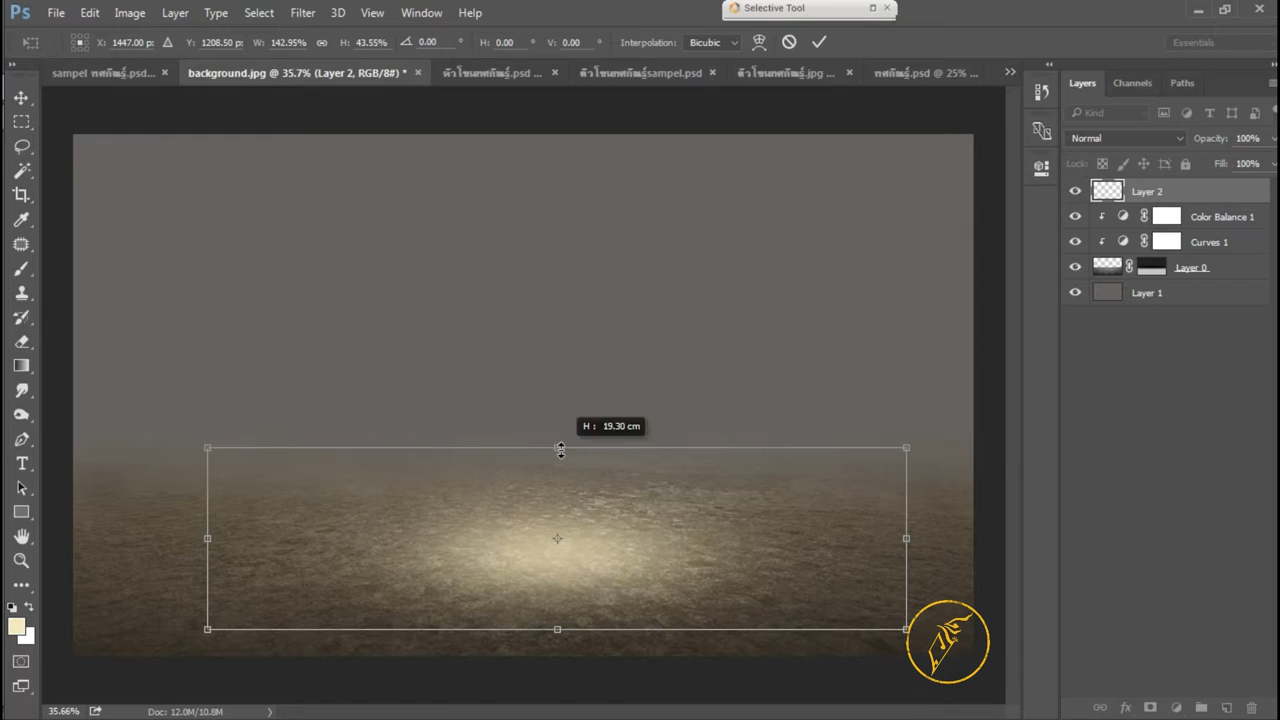 Ps File Edit Image Layer Type Select Filter 3D View Window Help
Selective Tool
X: 1447.00 p: Y: 1208.50 p: W: 142.95% H: 43.55% 0.00 ° H: 0.00 ° V: 0.00 ° Interpolation: Bicubic
Essentials
sampel ทศกัณฐ์.psd... × background.jpg @ 35.7% (Layer 2, RGB/8#) * × หัวโขนทศกัณฐ์.psd ... × ตัวโขนทศกัณฐ์sampel.psd × ตัวโขนทศกัณฐ์.jpg ... × ทศกัณฐ์.psd @ 25% ...
Layers Channels Paths
Kind
Normal Opacity: 100%
Lock: Fill: 100%
Layer 2
Color Balance 1
Curves 1
Layer 0
Layer 1
H : 19.30 cm
35.66% Doc: 12.0M/10.8M